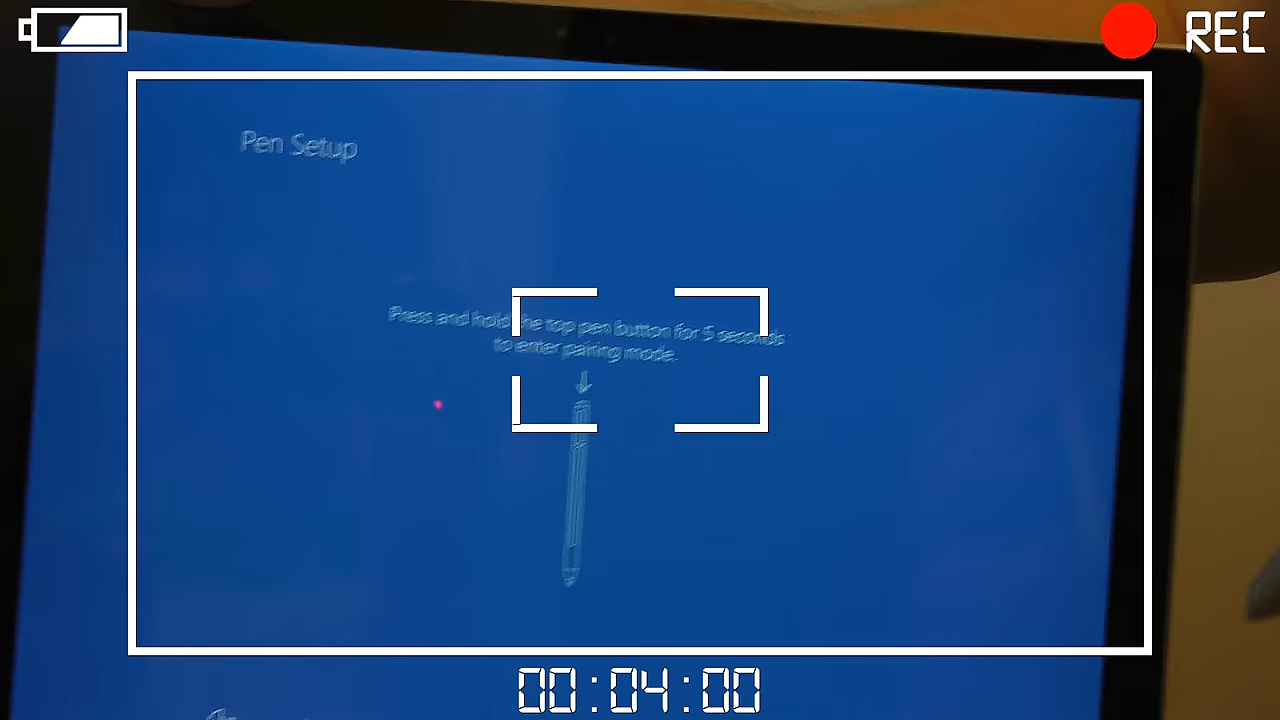 REC
Pen Setup
Press and hold the top pen button for 5 seconds
to enter pairing mode.
00:04:00